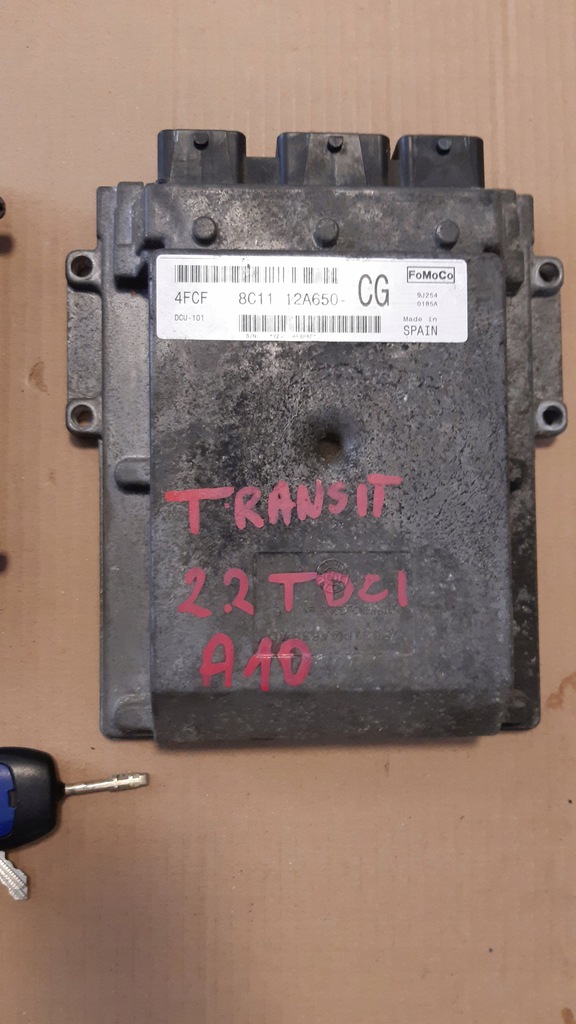 FoMoCo
4FCF 8C11 12A650- CG
9J254
0185A
DCU-101
Made in
SPAIN
TRANSIT
2.2 TDCI
A10